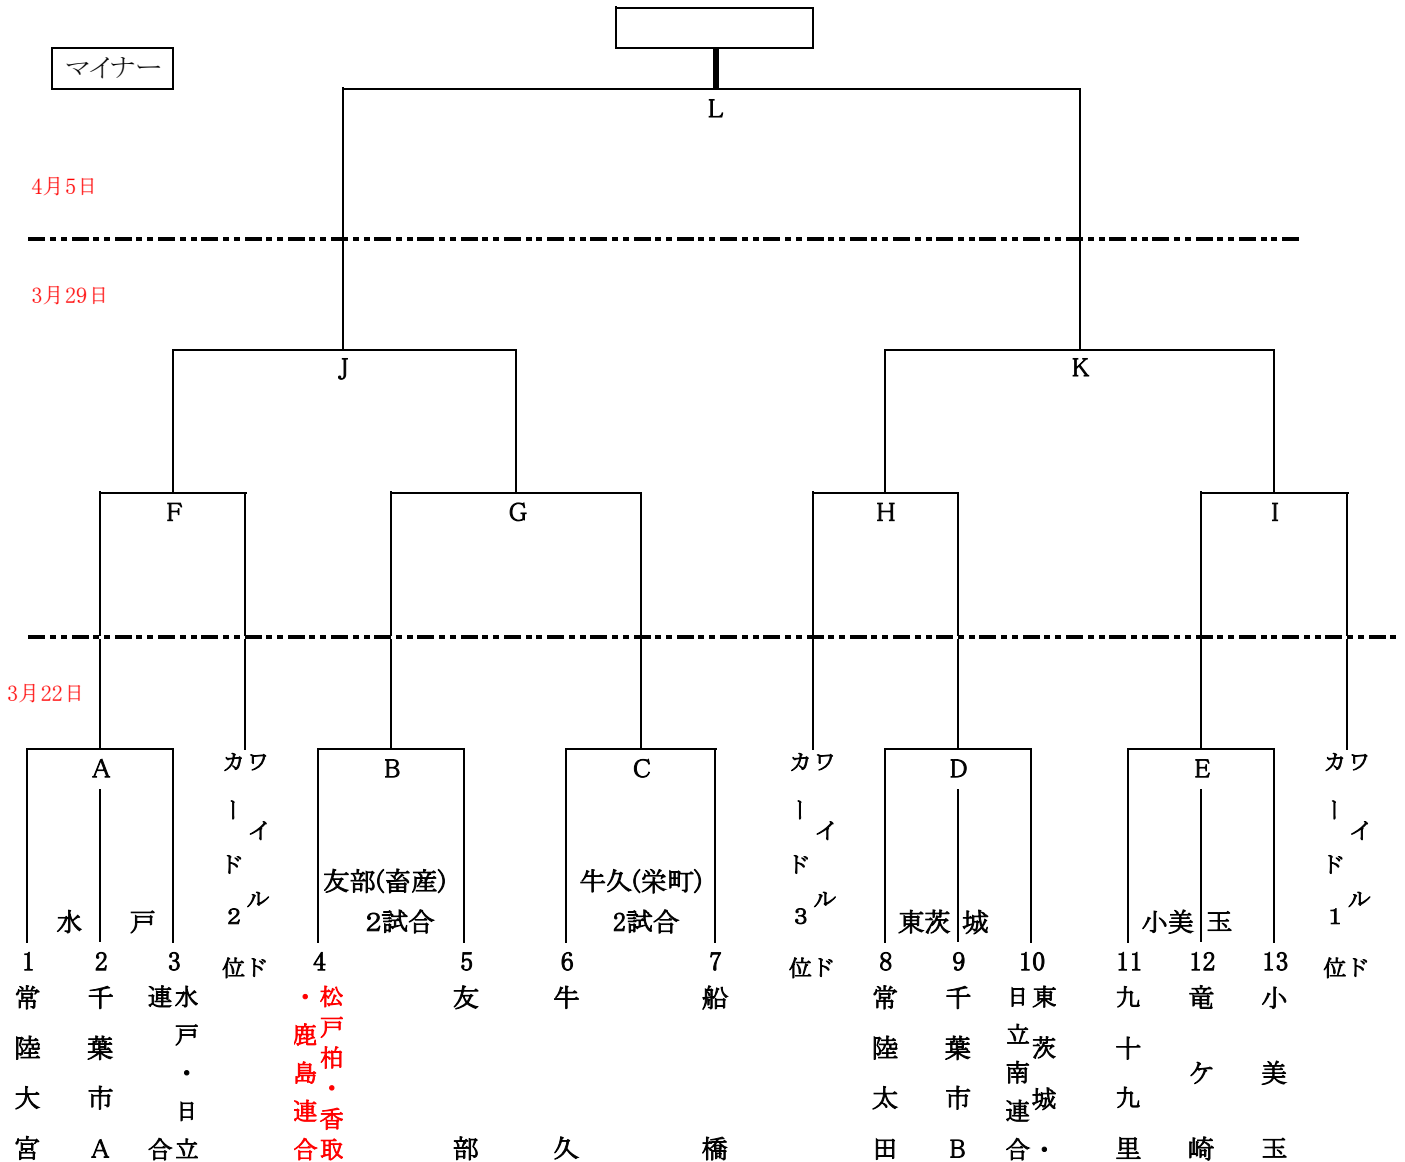 マイナー
L
4月5日
3月29日
J
K
F
G
H
I
3月22日
A
ワイルド
カード2位
B
C
ワイルド
カード3位
D
E
ワイルド
カード1位
水戸
友部(畜産)
2試合
牛久(栄町)
2試合
東茨城
小美玉
1
常陸大宮
2
千葉市A
3
水戸・日立
連合
4
松戸柏・香取
・鹿島連合
5
友部
6
牛久
7
船橋
8
常陸太田
9
千葉市B
10
東茨城・
日立南連合
11
九十九里
12
竜ケ崎
13
小美玉